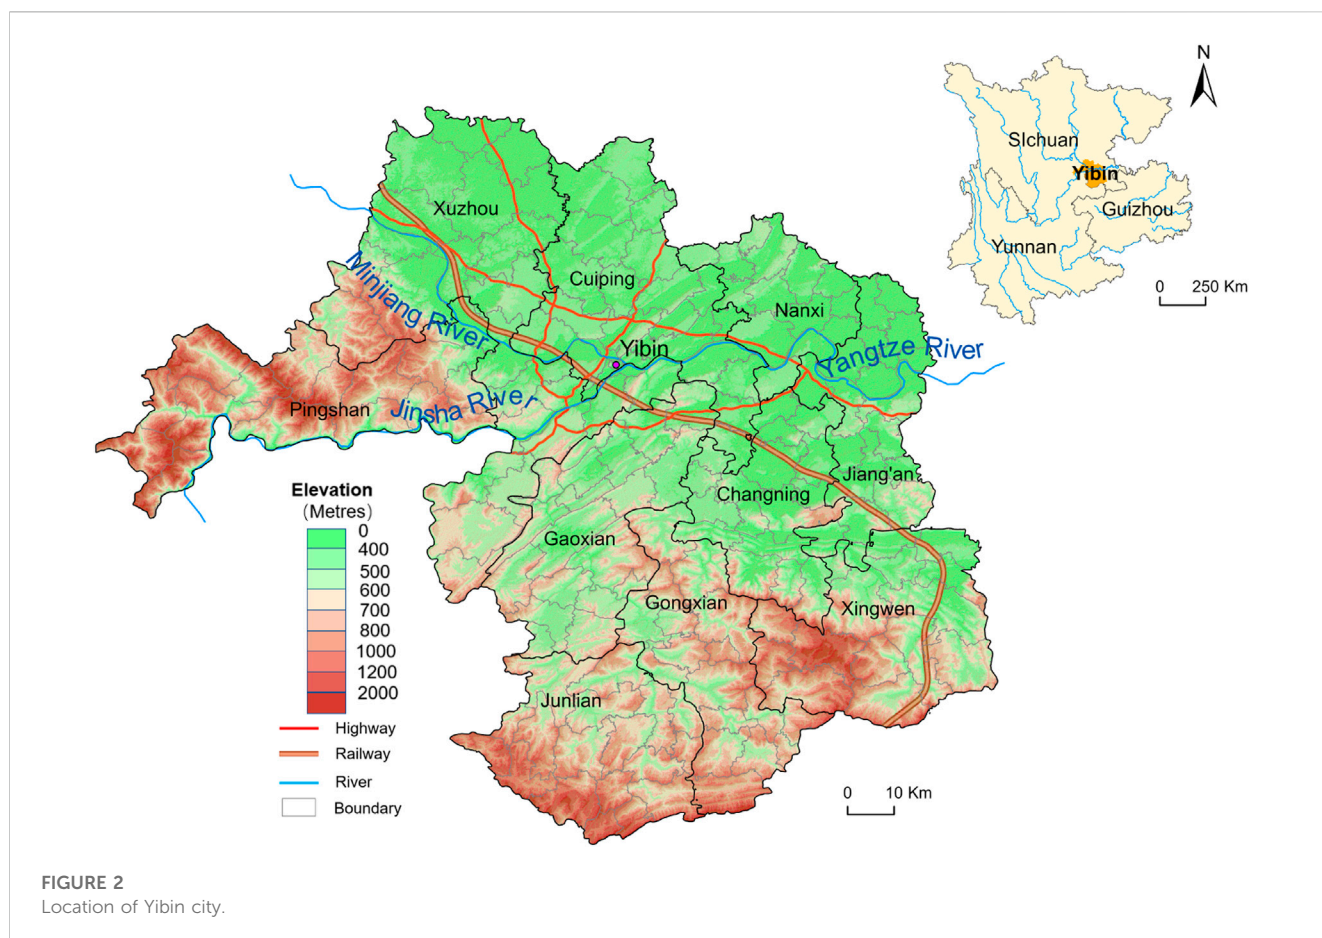 N
SIchuan
Yibin
Guizhou
Yunnan
0 250 Km
Xuzhou
Cuiping
Nanxi
Minjiang River
Yibin
Yangtze River
Pingshan
Jinsha River
Jiang'an
Changning
Gaoxian
Gongxian
Xingwen
Junlian
Elevation
(Metres)
0
400
500
600
700
800
1000
1200
2000
Highway
Railway
River
Boundary
0 10 Km
FIGURE 2
Location of Yibin city.